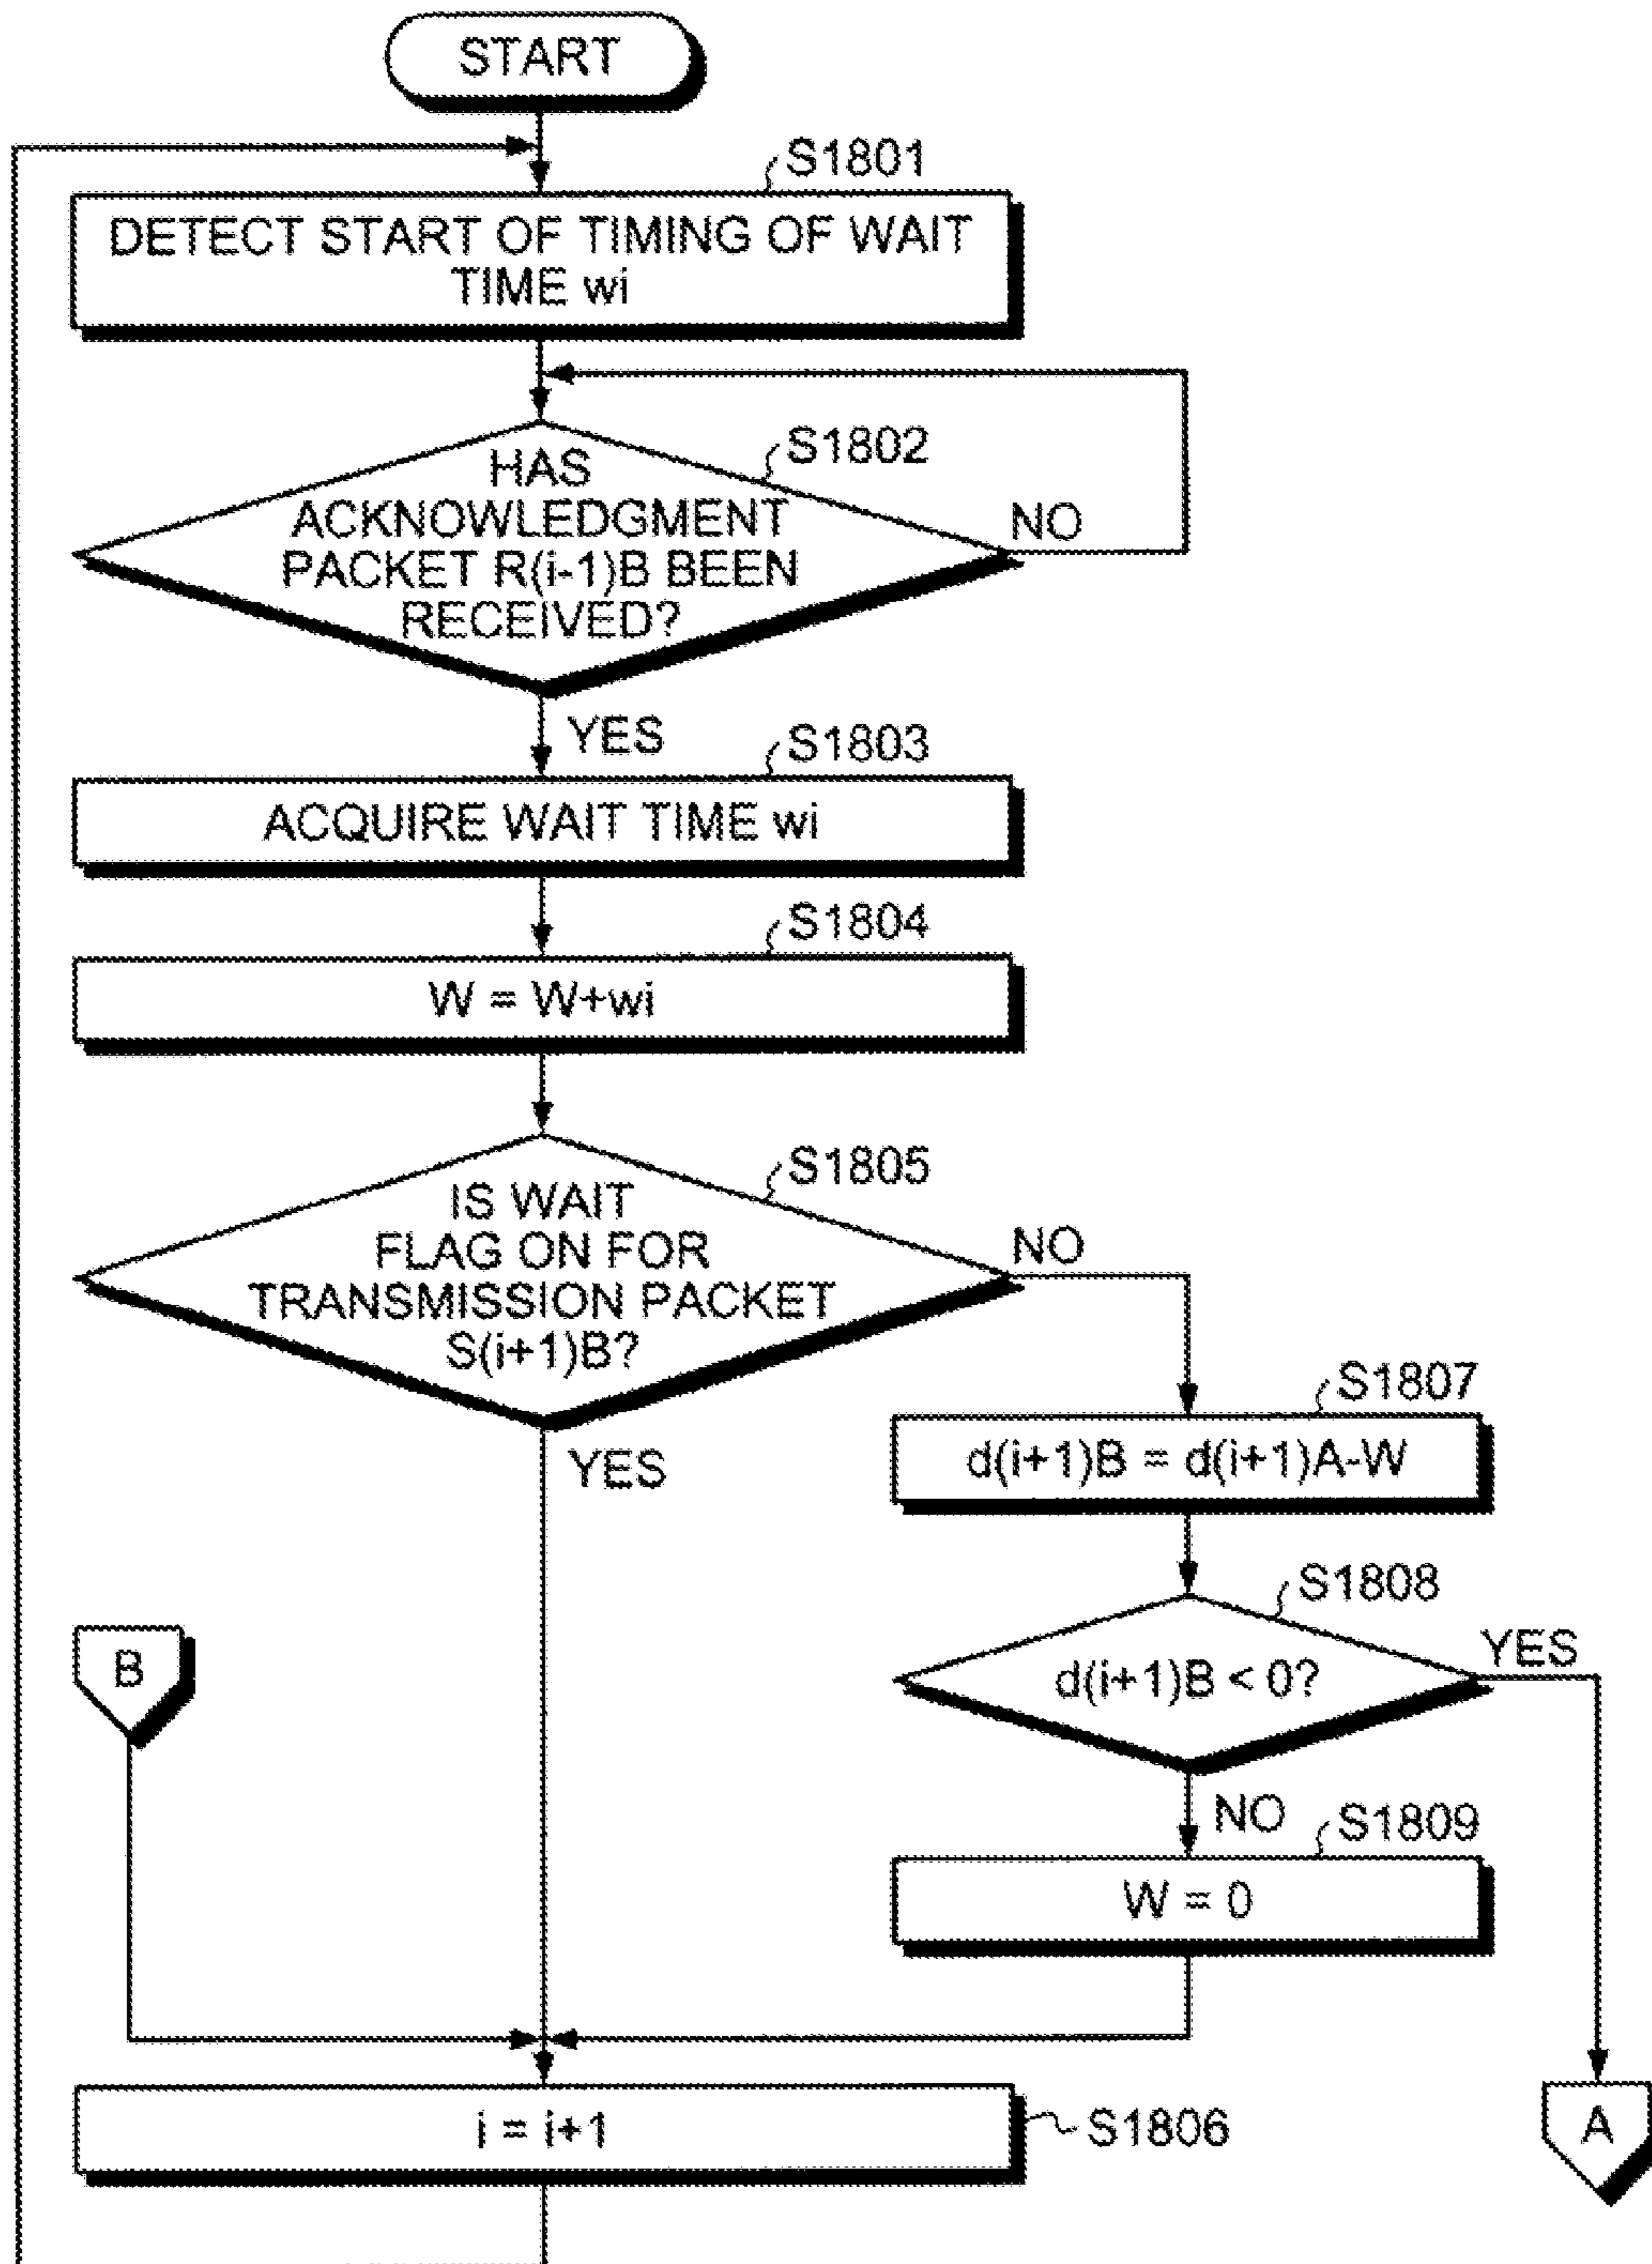 START
S1801
DETECT START OF TIMING OF WAIT
TIME wi
S1802
HAS
ACKNOWLEDGMENT
PACKET R(i-1)B BEEN
RECEIVED?
NO
YES
S1803
ACQUIRE WAIT TIME wi
S1804
W = W+wi
S1805
IS WAIT
FLAG ON FOR
TRANSMISSION PACKET
S(i+1)B?
NO
YES
S1807
d(i+1)B = d(i+1)A-W
S1808
d(i+1)B < 0?
YES
B
NO
S1809
W = 0
i = i+1
S1806
A